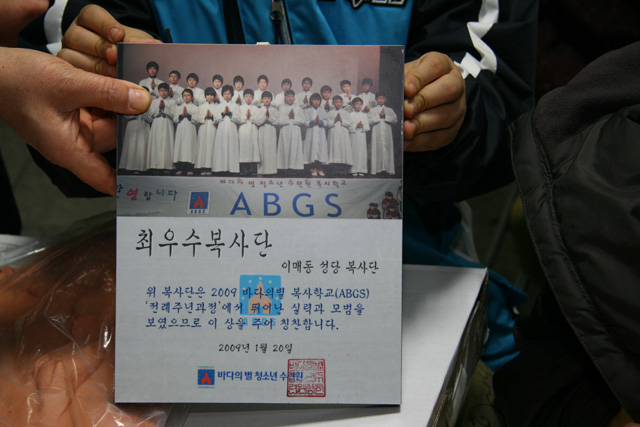 바다의 별 청소년 수련원 복사학교
환영합니다
ABGS
최우수복사단
이매동 성당 복사단
위 복사단은 2009 바다의별 복사학교(ABGS)
'전례주년과정'에서 뛰어난 실력과 모범을
보였으므로 이 상을 주어 칭찬합니다.
2009년 1월 20일
바다의 별 청소년 수련원